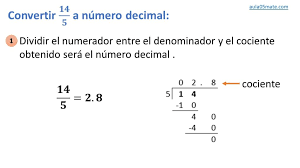 aula05mate.com
Convertir 14/5 a número decimal:
1 Dividir el numerador entre el denominador y el cociente
obtenido será el número decimal .
14/5 = 2.8
0 2 . 8 cociente
5 1 4
-1 0
4 0
-4 0
0